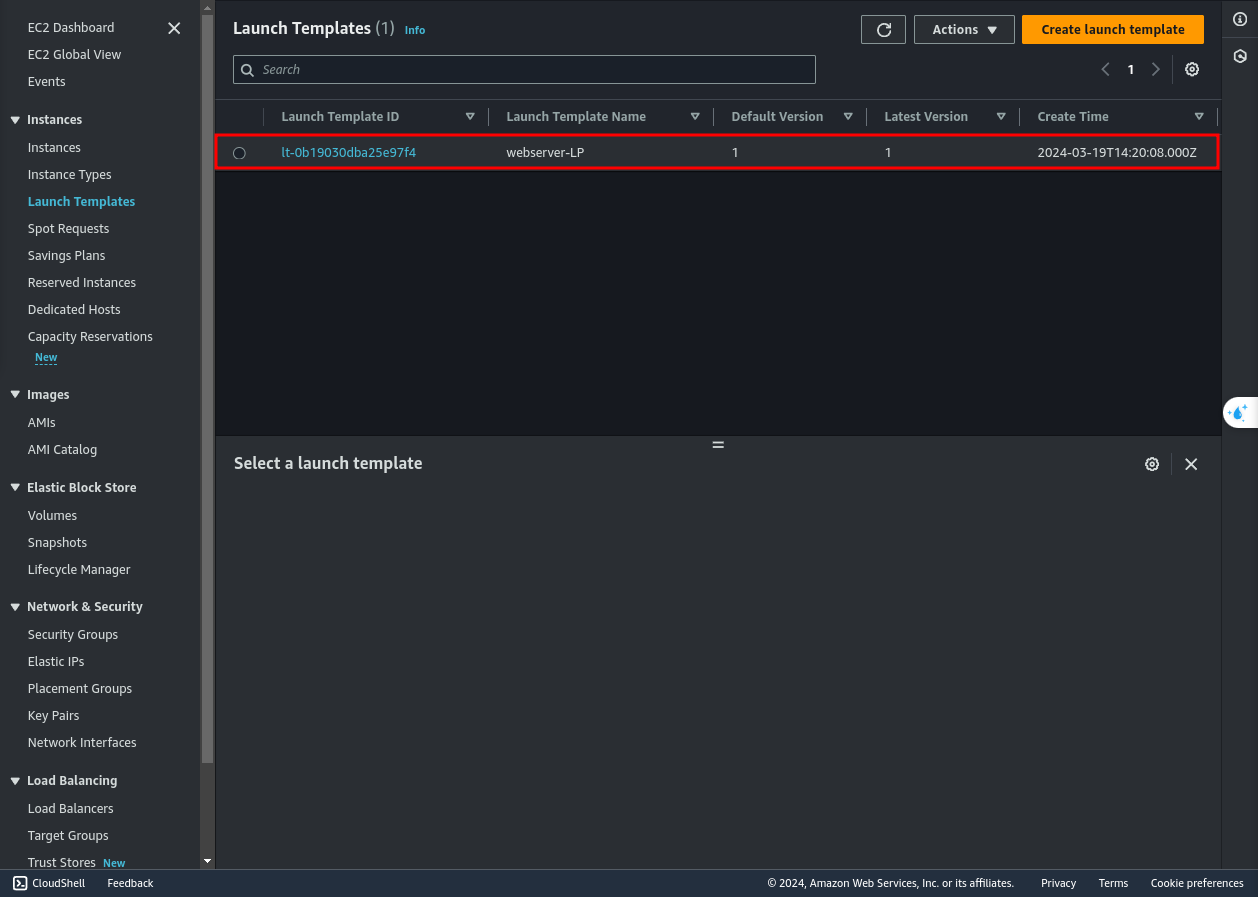 EC2 Dashboard
EC2 Global View
Events
Instances
Instances
Instance Types
Launch Templates
Spot Requests
Savings Plans
Reserved Instances
Dedicated Hosts
Capacity Reservations
New
Images
AMIs
AMI Catalog
Elastic Block Store
Volumes
Snapshots
Lifecycle Manager
Network & Security
Security Groups
Elastic IPs
Placement Groups
Key Pairs
Network Interfaces
Load Balancing
Load Balancers
Target Groups
Trust Stores New
Launch Templates (1) Info
Actions
Create launch template
Search
1
Launch Template ID Launch Template Name Default Version Latest Version Create Time
lt-0b19030dba25e97f4 webserver-LP 1 1 2024-03-19T14:20:08.000Z
Select a launch template
CloudShell Feedback © 2024, Amazon Web Services, Inc. or its affiliates. Privacy Terms Cookie preferences